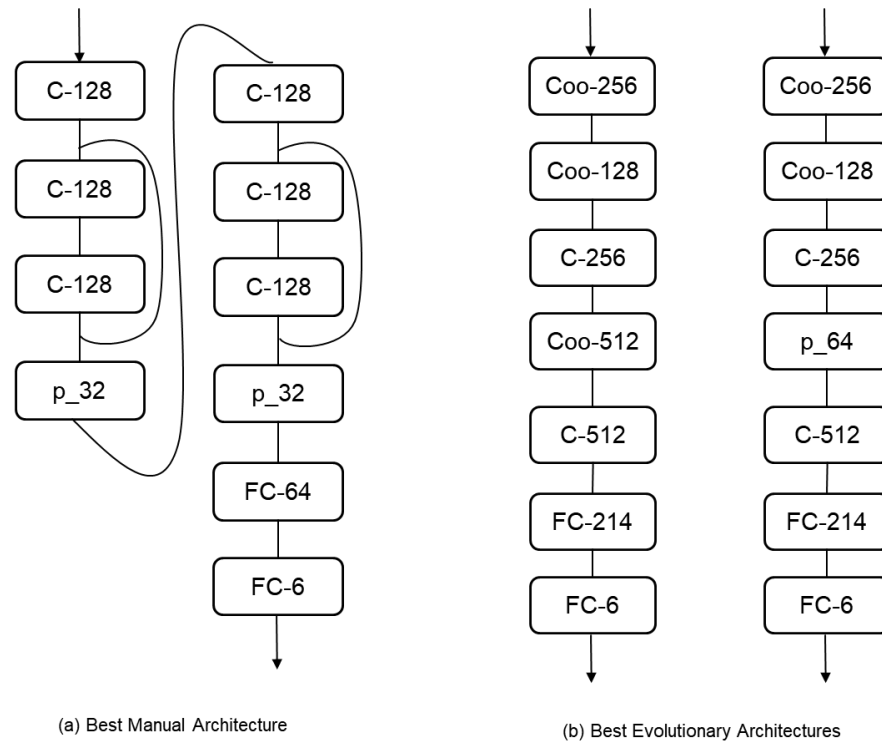 C-128
C-128
C-128
p_32
C-128
C-128
C-128
p_32
FC-64
FC-6
(a) Best Manual Architecture
Coo-256
Coo-128
C-256
Coo-512
C-512
FC-214
FC-6
Coo-256
Coo-128
C-256
p_64
C-512
FC-214
FC-6
(b) Best Evolutionary Architectures